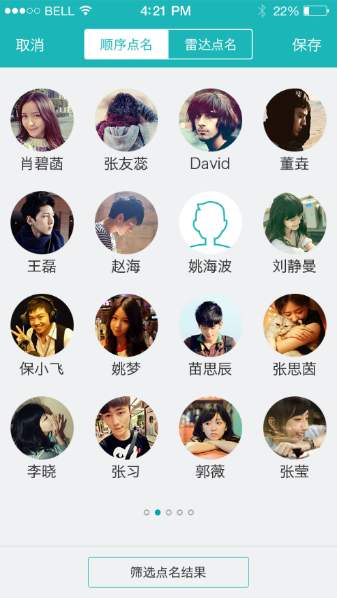 BELL 4:21 PM 22%
取消 顺序点名 雷达点名 保存
肖碧菡 张友蕊 David 董垚
王磊 赵海 姚海波 刘静曼
保小飞 姚梦 苗思辰 张思茵
李晓 张习 郭薇 张莹
筛选点名结果